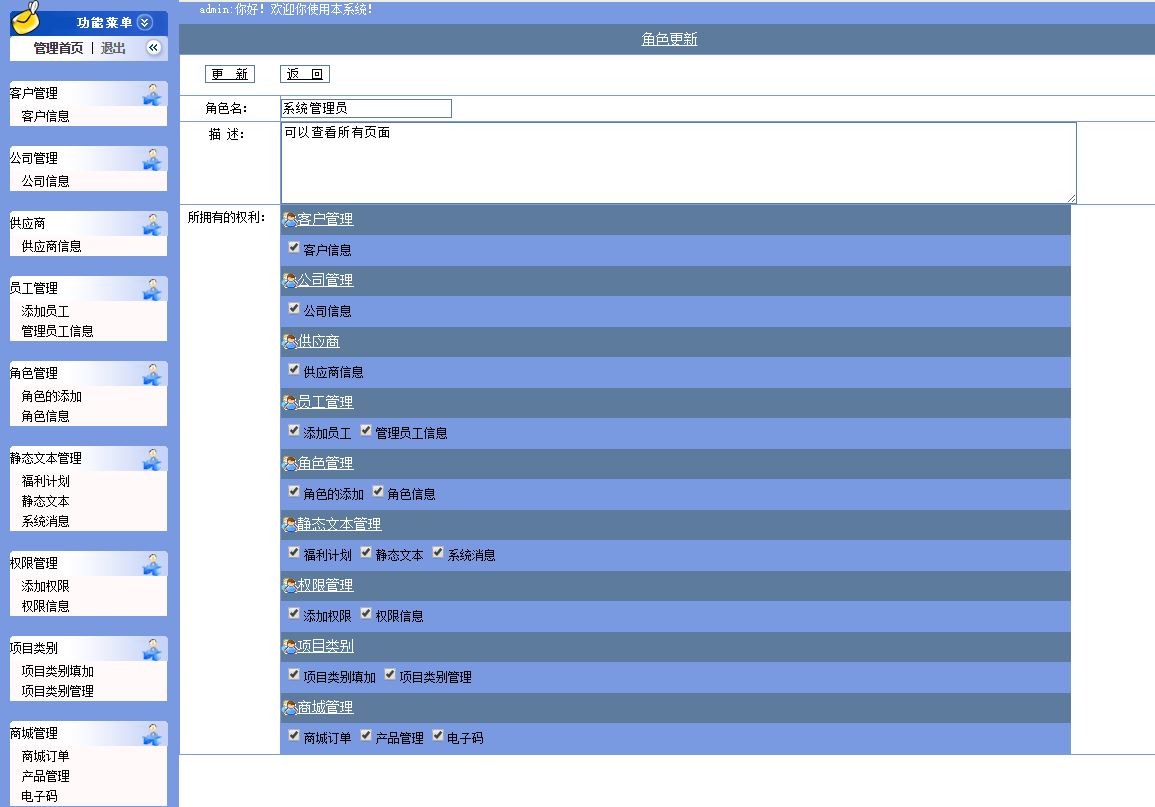 功能菜单
管理首页 | 退出
客户管理
客户信息
公司管理
公司信息
供应商
供应商信息
员工管理
添加员工
管理员工信息
角色管理
角色的添加
角色信息
静态文本管理
福利计划
静态文本
系统消息
权限管理
添加权限
权限信息
项目类别
项目类别填加
项目类别管理
商城管理
商城订单
产品管理
电子码
admin:你好！欢迎你使用本系统！
角色更新
更 新 返 回
角色名： 系统管理员
描 述： 可以查看所有页面
所拥有的权利： 客户管理
客户信息
公司管理
公司信息
供应商
供应商信息
员工管理
添加员工 管理员工信息
角色管理
角色的添加 角色信息
静态文本管理
福利计划 静态文本 系统消息
权限管理
添加权限 权限信息
项目类别
项目类别填加 项目类别管理
商城管理
商城订单 产品管理 电子码